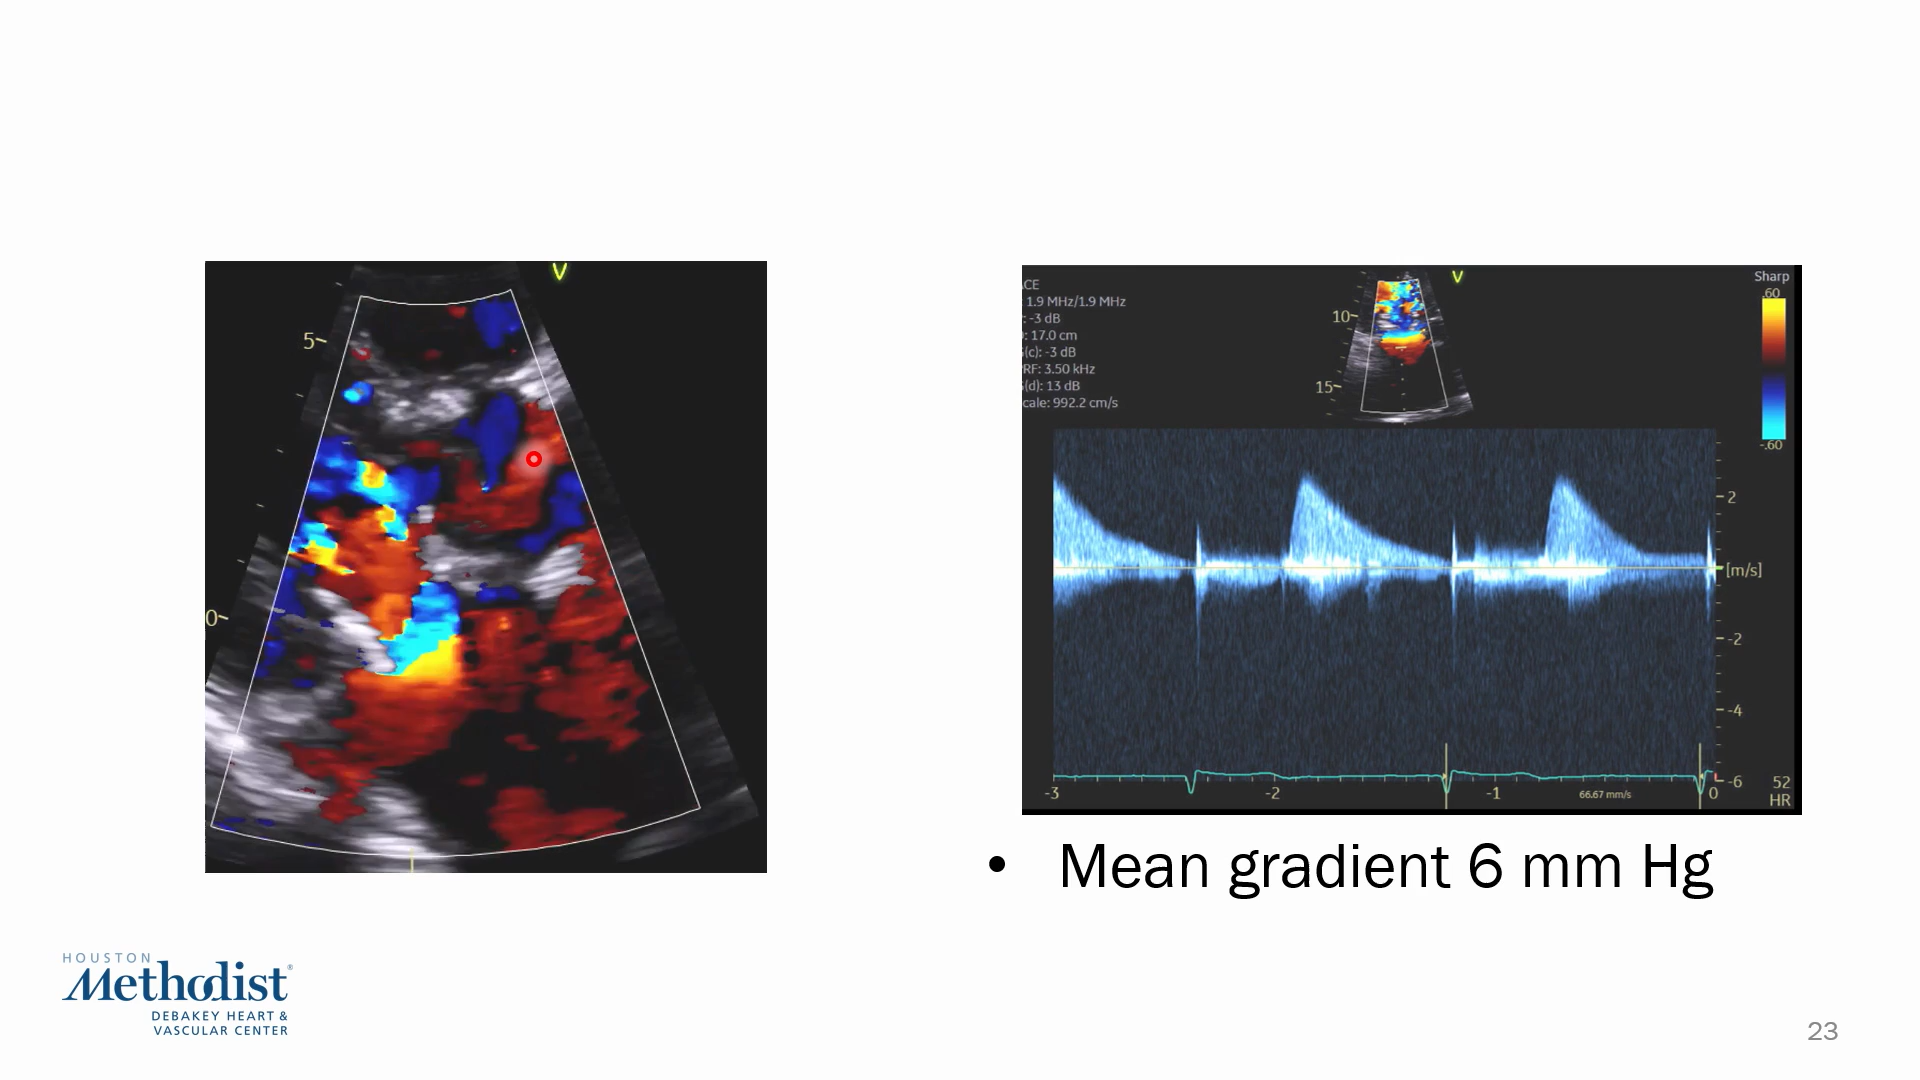 V
5
0
V
Sharp
.60
-.60
CE
: 1.9 MHz/1.9 MHz
: -3 dB
: 17.0 cm
(c): -3 dB
RF: 3.50 kHz
(d): 13 dB
cale: 992.2 cm/s
10
15
2
[m/s]
-2
-4
-6
52
HR
-3
-2
-1
66.67 mm/s
0
• Mean gradient 6 mm Hg
HOUSTON
Methodist®
DEBAKEY HEART &
VASCULAR CENTER
23